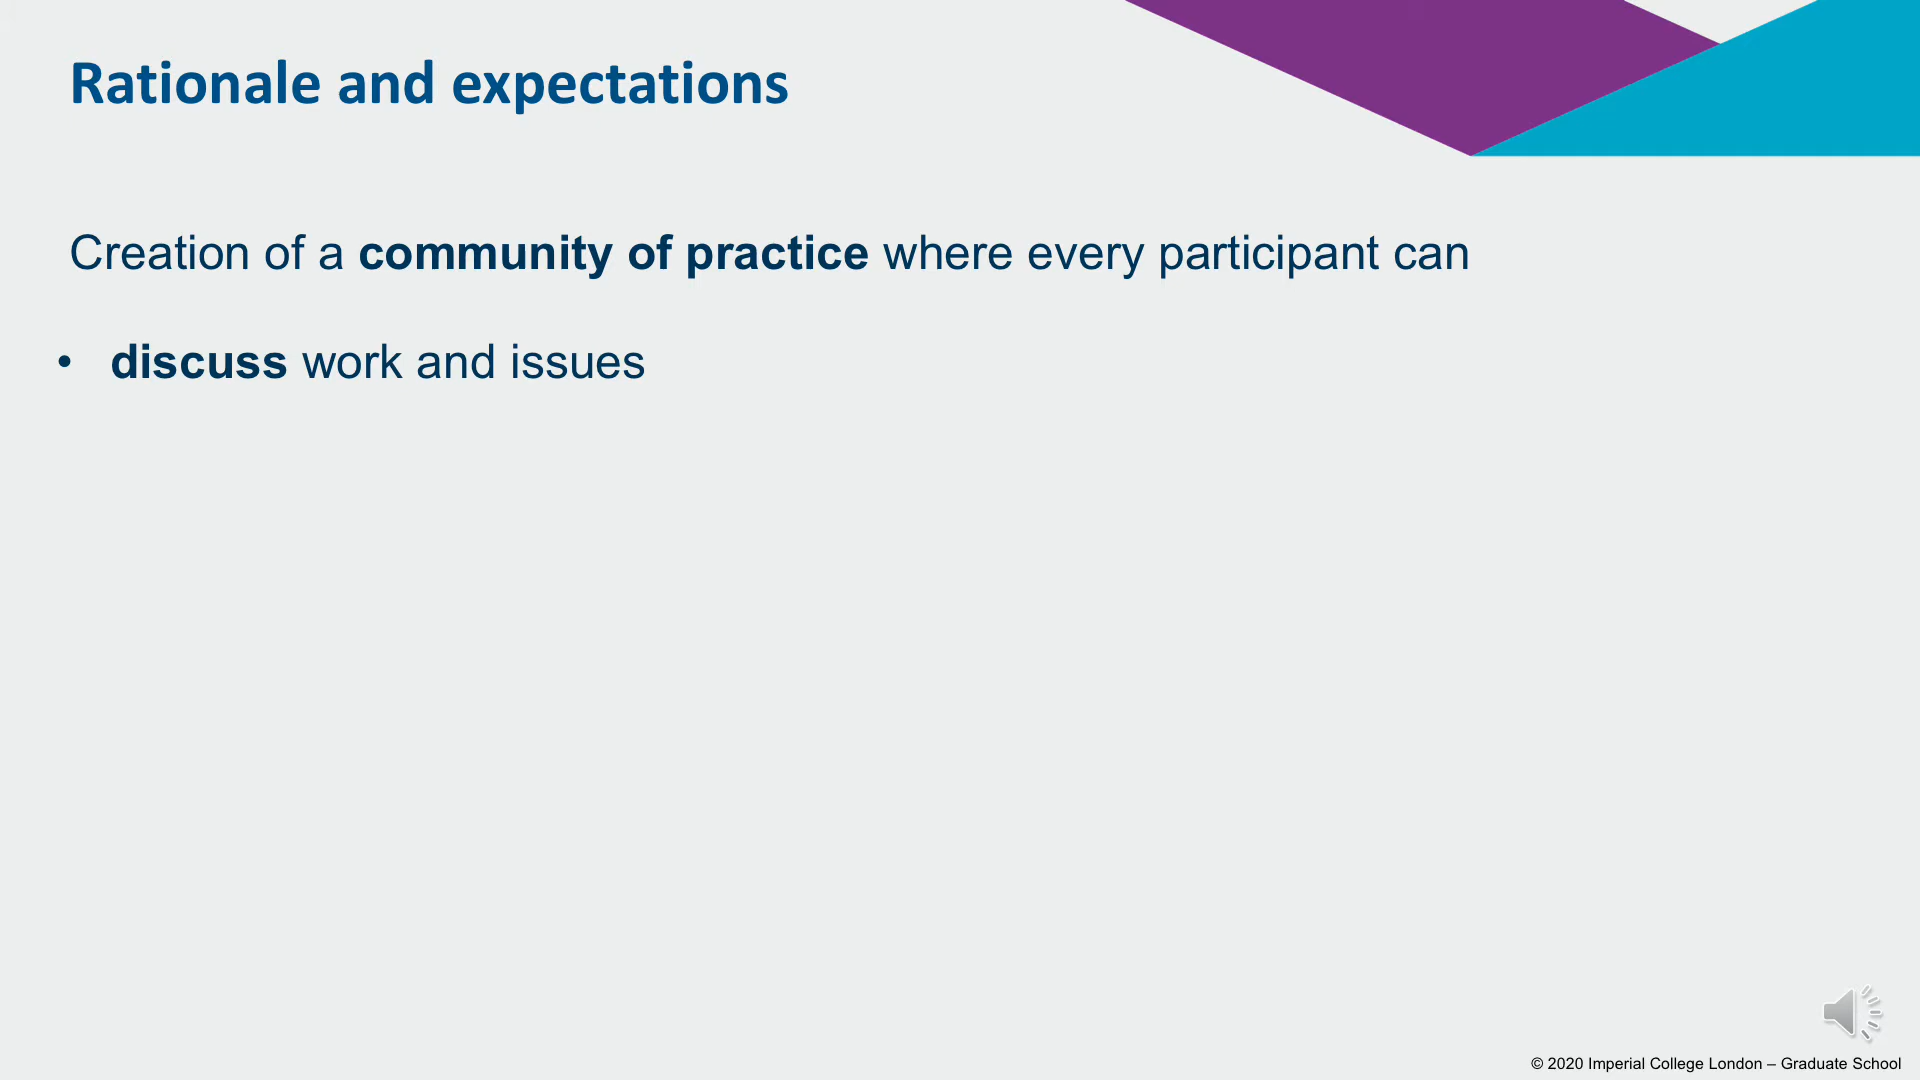 Rationale and expectations
Creation of a community of practice where every participant can
• discuss work and issues
© 2020 Imperial College London – Graduate School